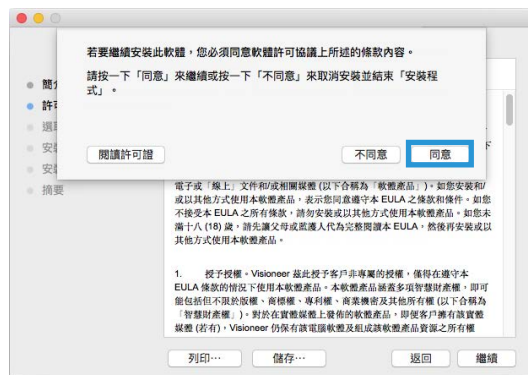 若要繼續安裝此軟體,您必須同意軟體許可協議上所述的條款內容。
請按一下「同意」來繼續或按一下「不同意」來取消安裝並結束「安裝程
式」。
閱讀許可證
不同意
同意
簡
許
選
安
安
摘要
電子或「線上」文件和/或相關媒體 (以下合稱為「軟體產品」)。如您安裝和/
或以其他方式使用本軟體產品,表示您同意遵守本 EULA 之條款和條件。如您
不接受本 EULA 之所有條款,請勿安裝或以其他方式使用本軟體產品。如您未
滿十八 (18) 歲,請先讓父母或監護人代為完整閱讀本 EULA,然後再安裝或以
其他方式使用本軟體產品。
1. 授予授權。Visioneer 茲此授予客戶非專屬的授權,僅得在遵守本
EULA 條款的情況下使用本軟體產品。本軟體產品涵蓋多項智慧財產權,即可
能包括但不限於版權、商標權、專利權、商業機密及其他所有權 (以下合稱為
「智慧財產權」)。對於在實體媒體上發佈的軟體產品,即便客戶擁有該實體
媒體 (若有),Visioneer 仍保有該電腦軟體及組成該軟體產品資源之所有權
列印⋯
儲存⋯
返回
繼續